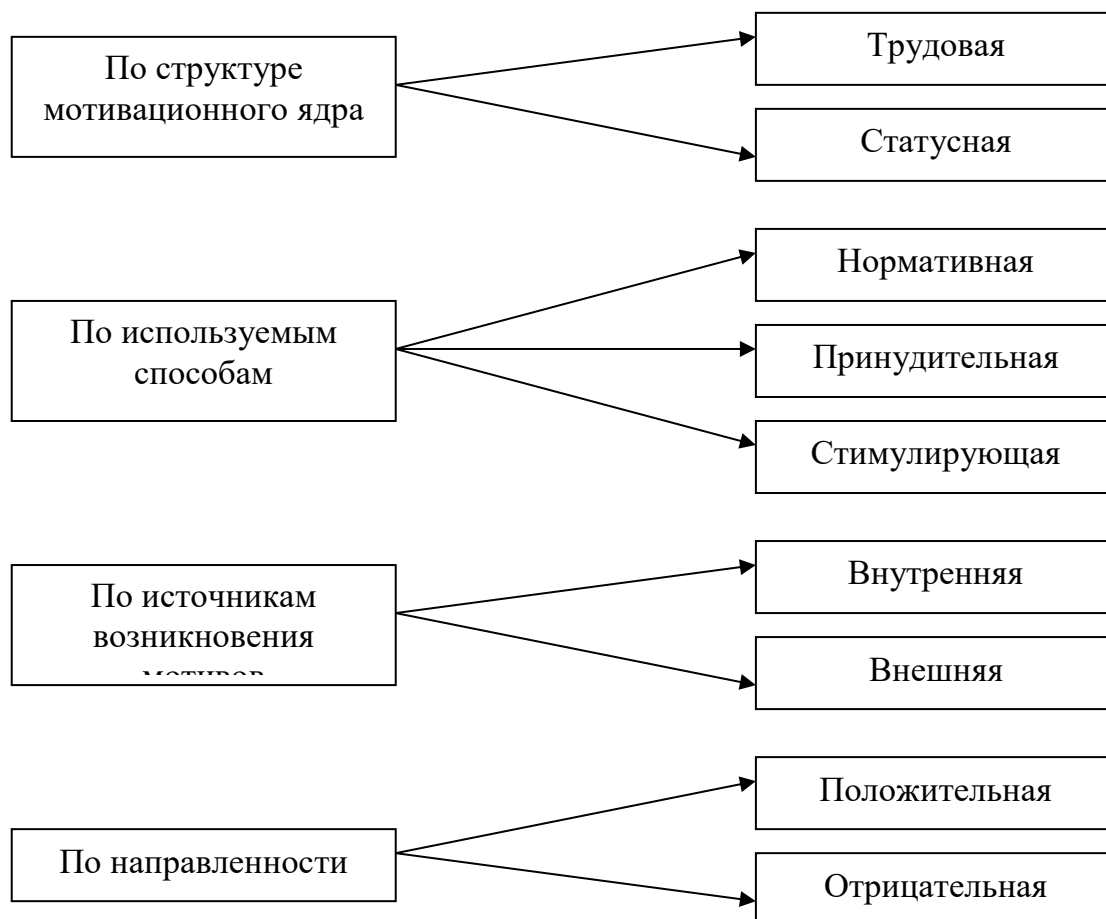 По структуре
мотивационного ядра
Трудовая
Статусная
По используемым
способам
Нормативная
Принудительная
Стимулирующая
По источникам
возникновения
мотивов
Внутренняя
Внешняя
По направленности
Положительная
Отрицательная